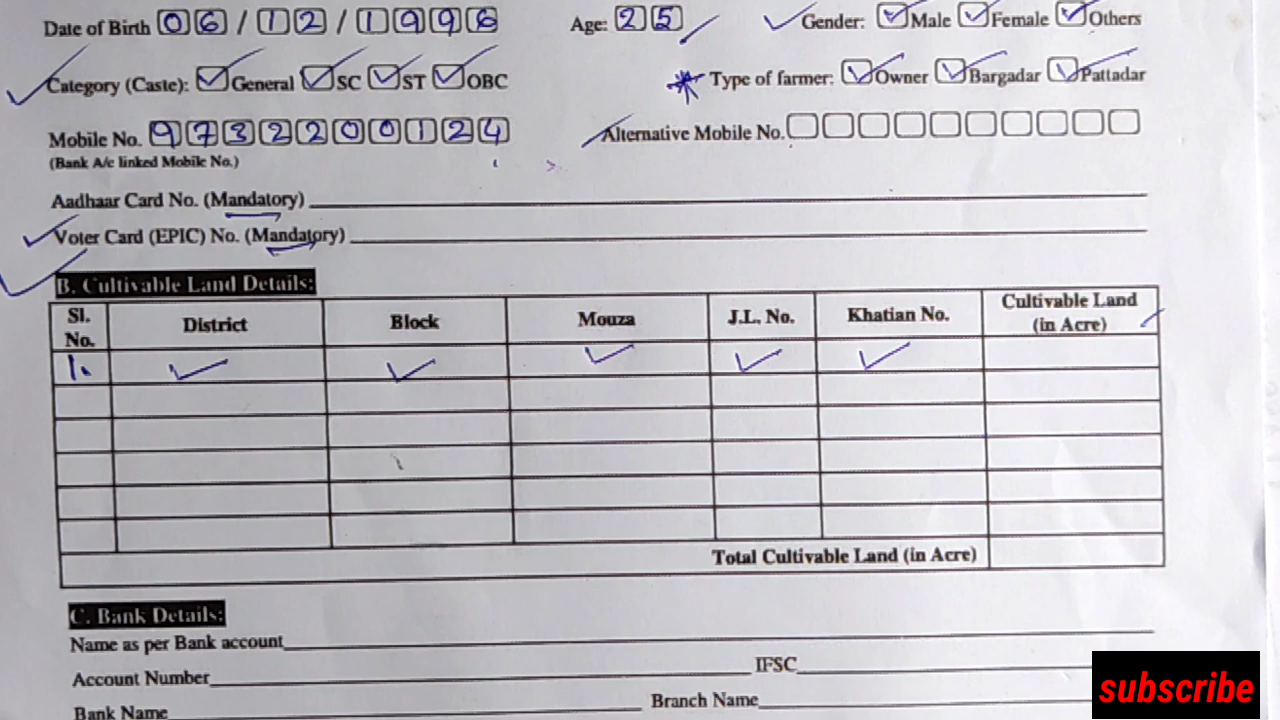 Date of Birth 06/12/1996 Age: 25 Gender: Male Female Others
Category (Caste): General SC ST OBC Type of farmer: Owner Bargadar Pattadar
Mobile No. 9732200124 Alternative Mobile No.
(Bank A/c linked Mobile No.)
Aadhaar Card No. (Mandatory)
Voter Card (EPIC) No. (Mandatory)
B. Cultivable Land Details:
Sl. No. District Block Mouza J.L. No. Khatian No. Cultivable Land (in Acre)
1.
Total Cultivable Land (in Acre)
C. Bank Details:
Name as per Bank account
Account Number IFSC
Bank Name Branch Name
subscribe